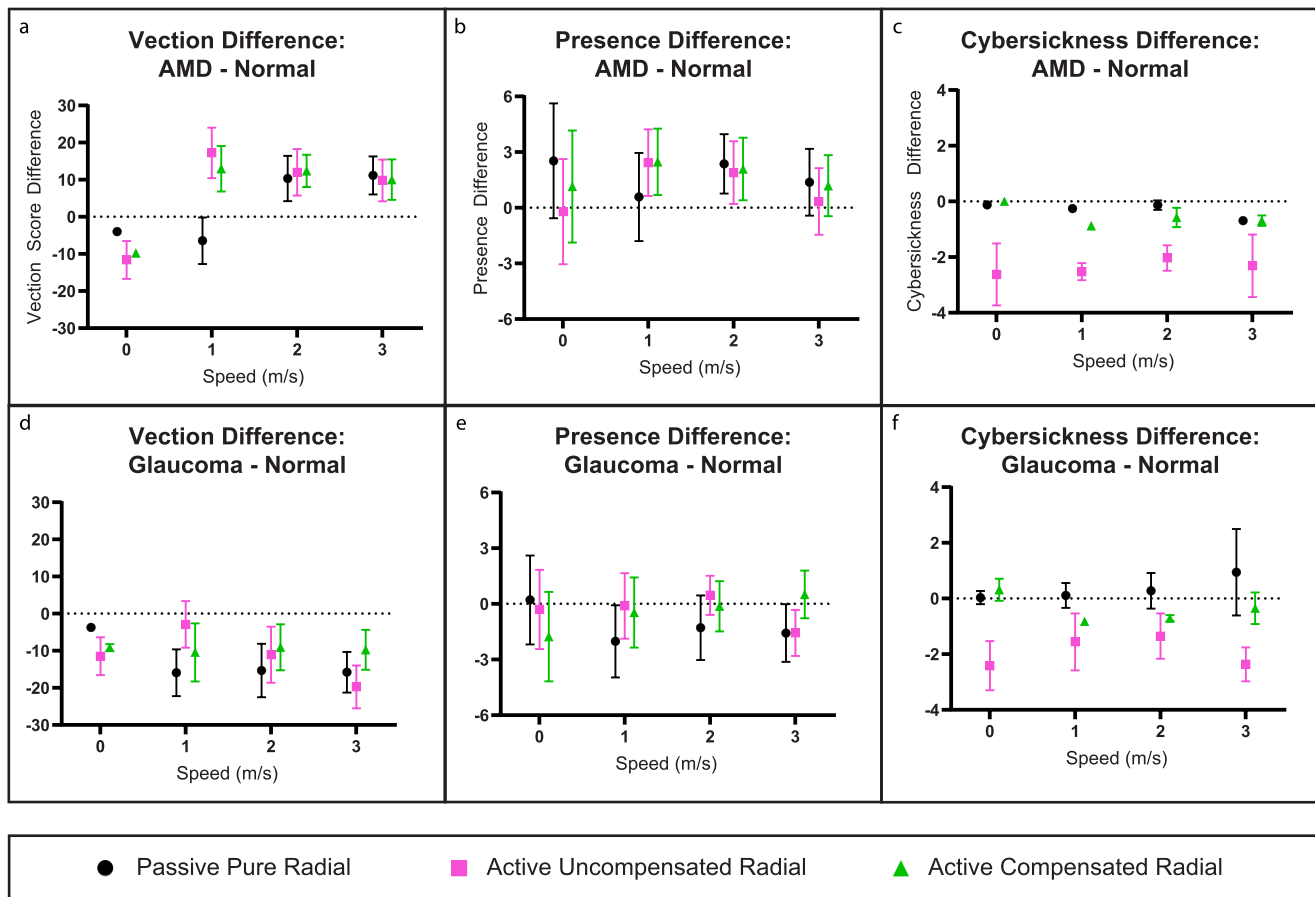 a
Vection Difference:
AMD - Normal
30
20
10
0
-10
-20
-30
Vection Score Difference
0 1 2 3
Speed (m/s)
b
Presence Difference:
AMD - Normal
6
3
0
-3
-6
Presence Difference
0 1 2 3
Speed (m/s)
c
Cybersickness Difference:
AMD - Normal
4
2
0
-2
-4
Cybersickness Difference
0 1 2 3
Speed (m/s)
d
Vection Difference:
Glaucoma - Normal
30
20
10
0
-10
-20
-30
0 1 2 3
Speed (m/s)
e
Presence Difference:
Glaucoma - Normal
6
3
0
-3
-6
0 1 2 3
Speed (m/s)
f
Cybersickness Difference:
Glaucoma - Normal
4
2
0
-2
-4
0 1 2 3
Speed (m/s)
Passive Pure Radial Active Uncompensated Radial Active Compensated Radial